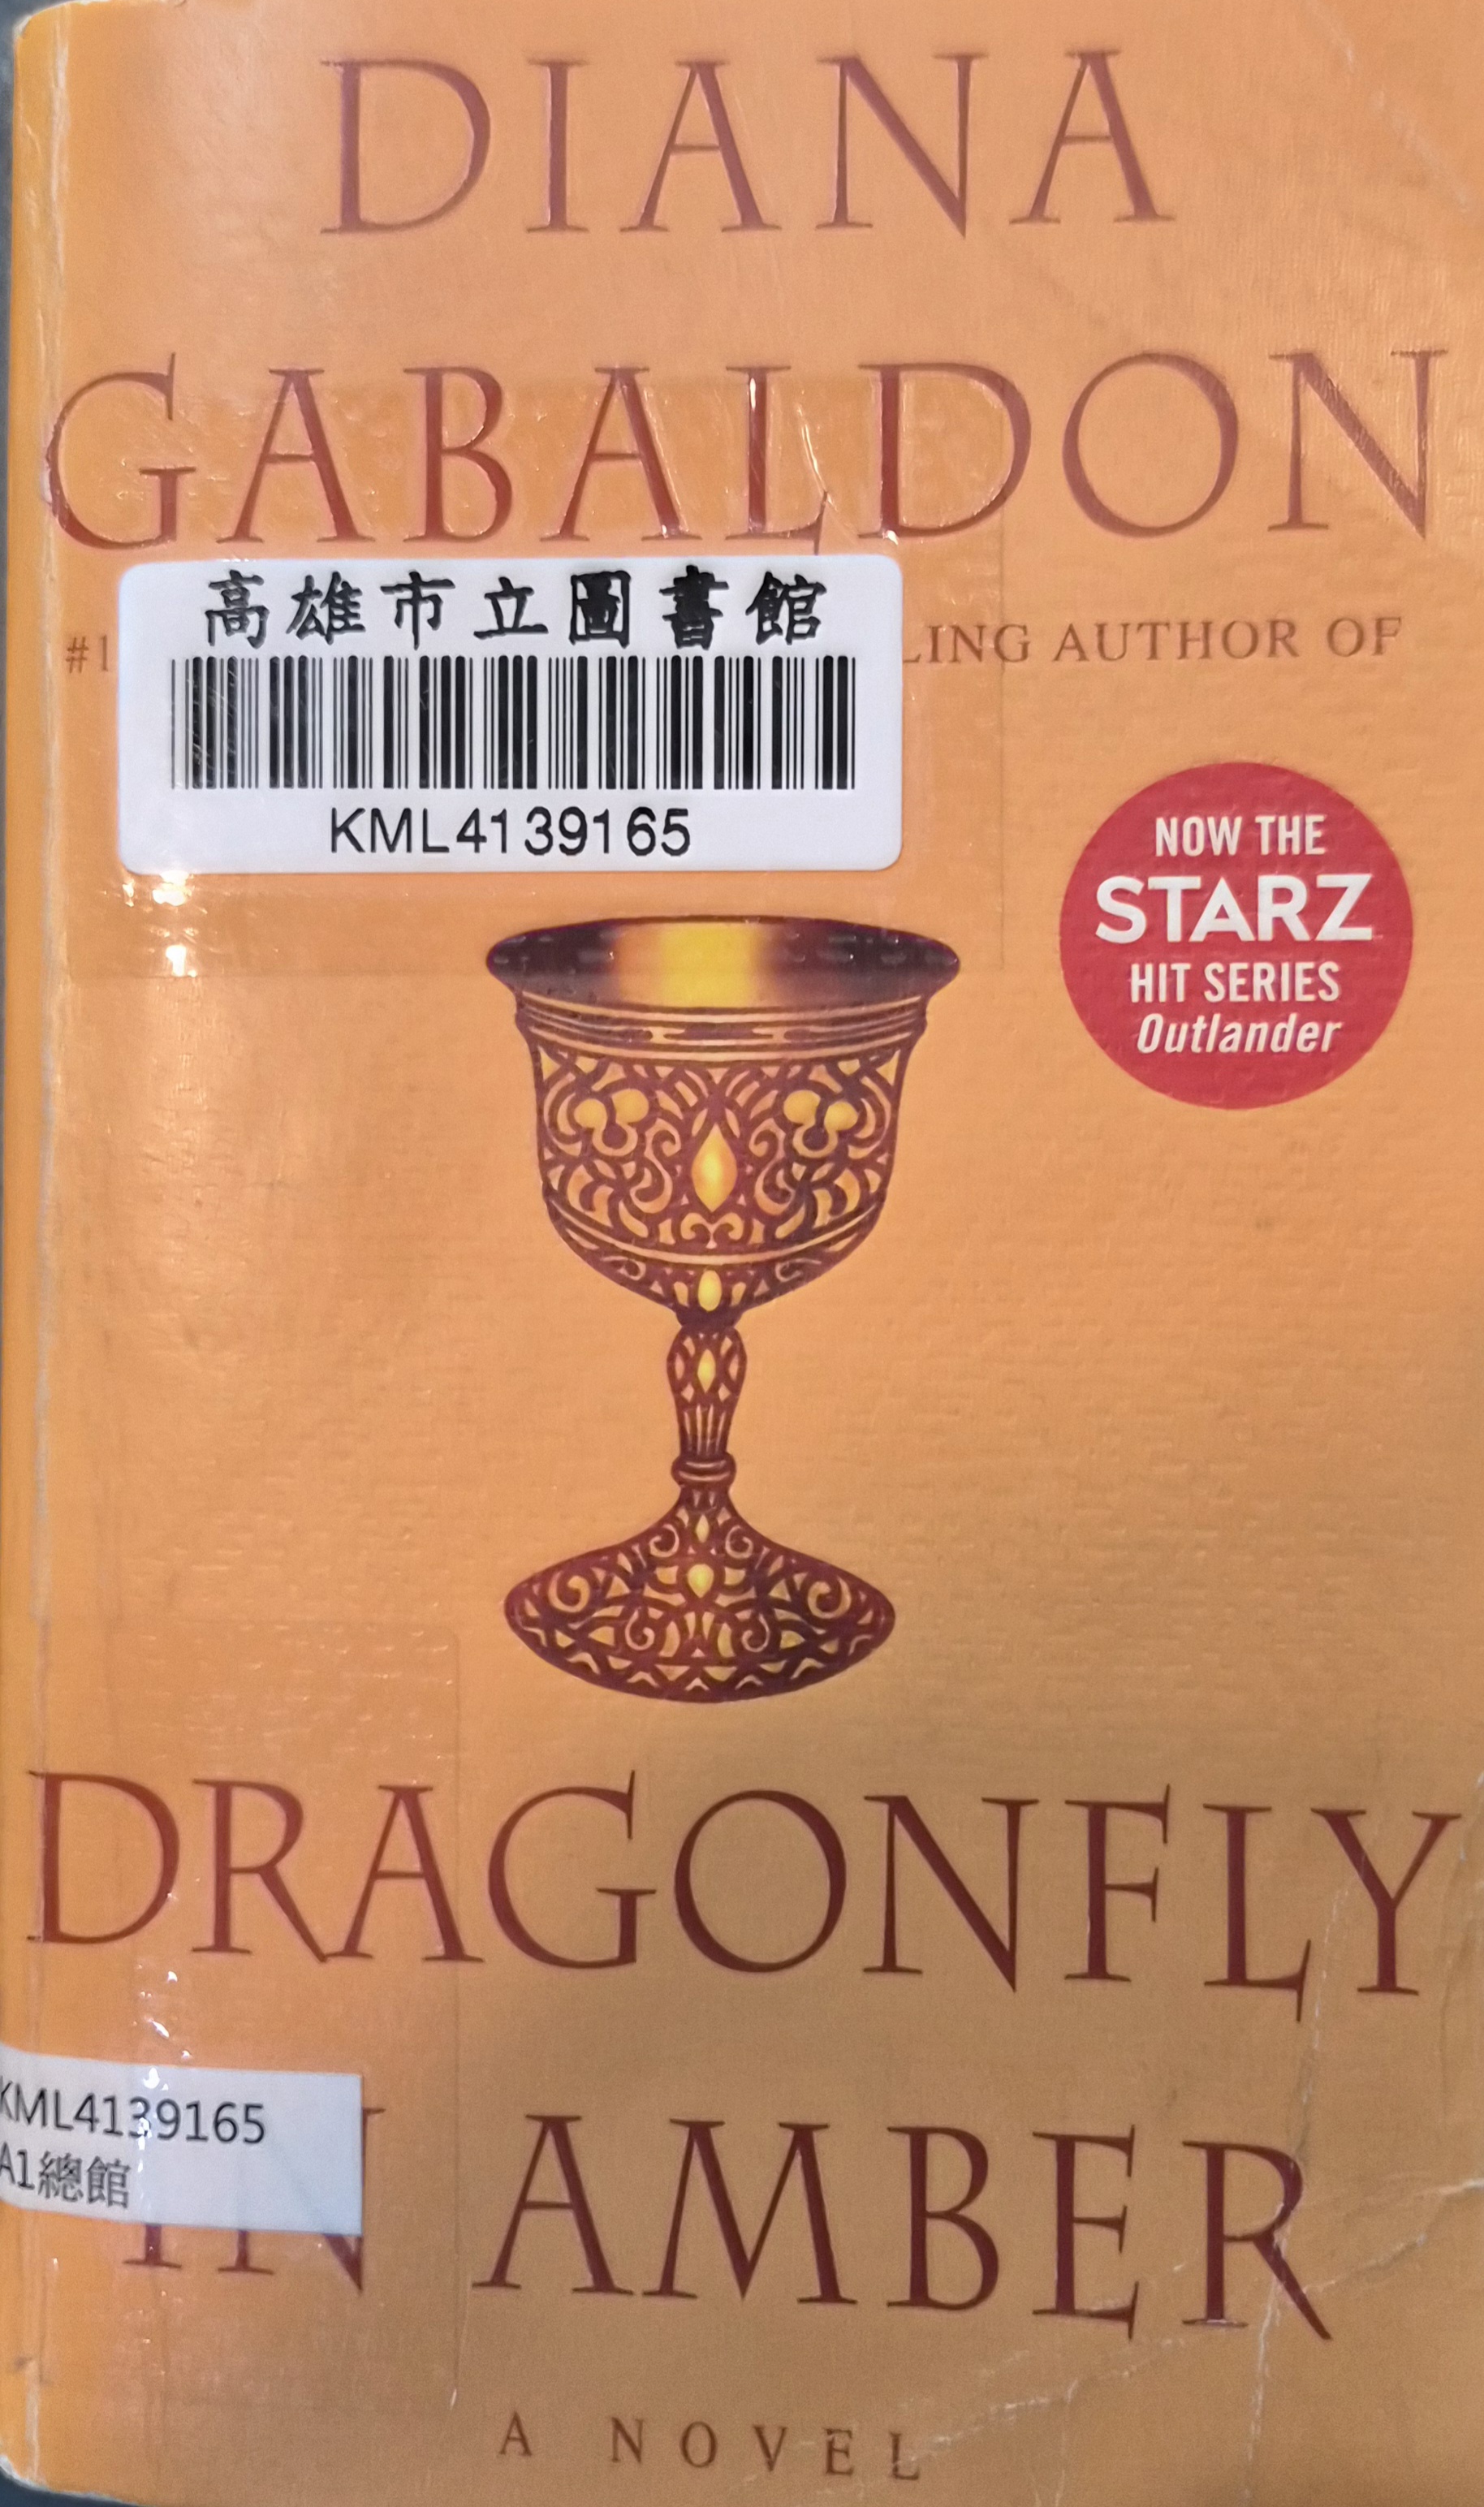 DIANA
GABALDON
高雄市立圖書館
#1 LING AUTHOR OF
KML4139165
NOW THE
STARZ
HIT SERIES
Outlander
DRAGONFLY
KML4139165
A1總館
IN AMBER
A NOVEL